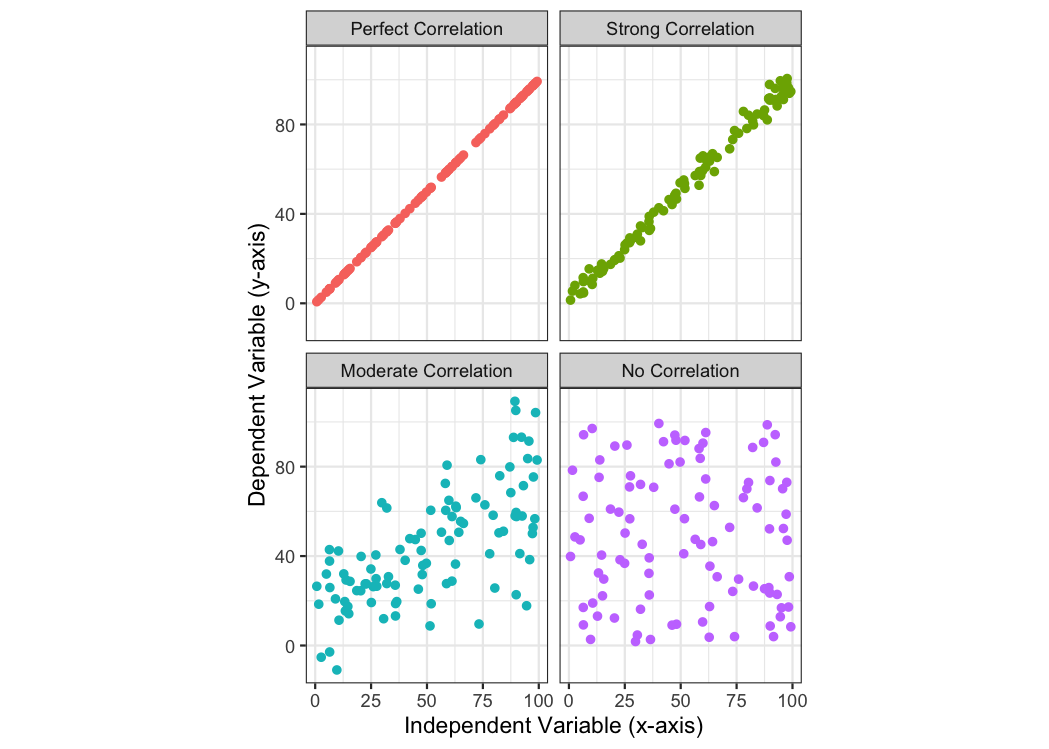 Perfect Correlation
Strong Correlation
80
40
0
Dependent Variable (y-axis)
Moderate Correlation
No Correlation
80
40
0
0 25 50 75 100
0 25 50 75 100
Independent Variable (x-axis)